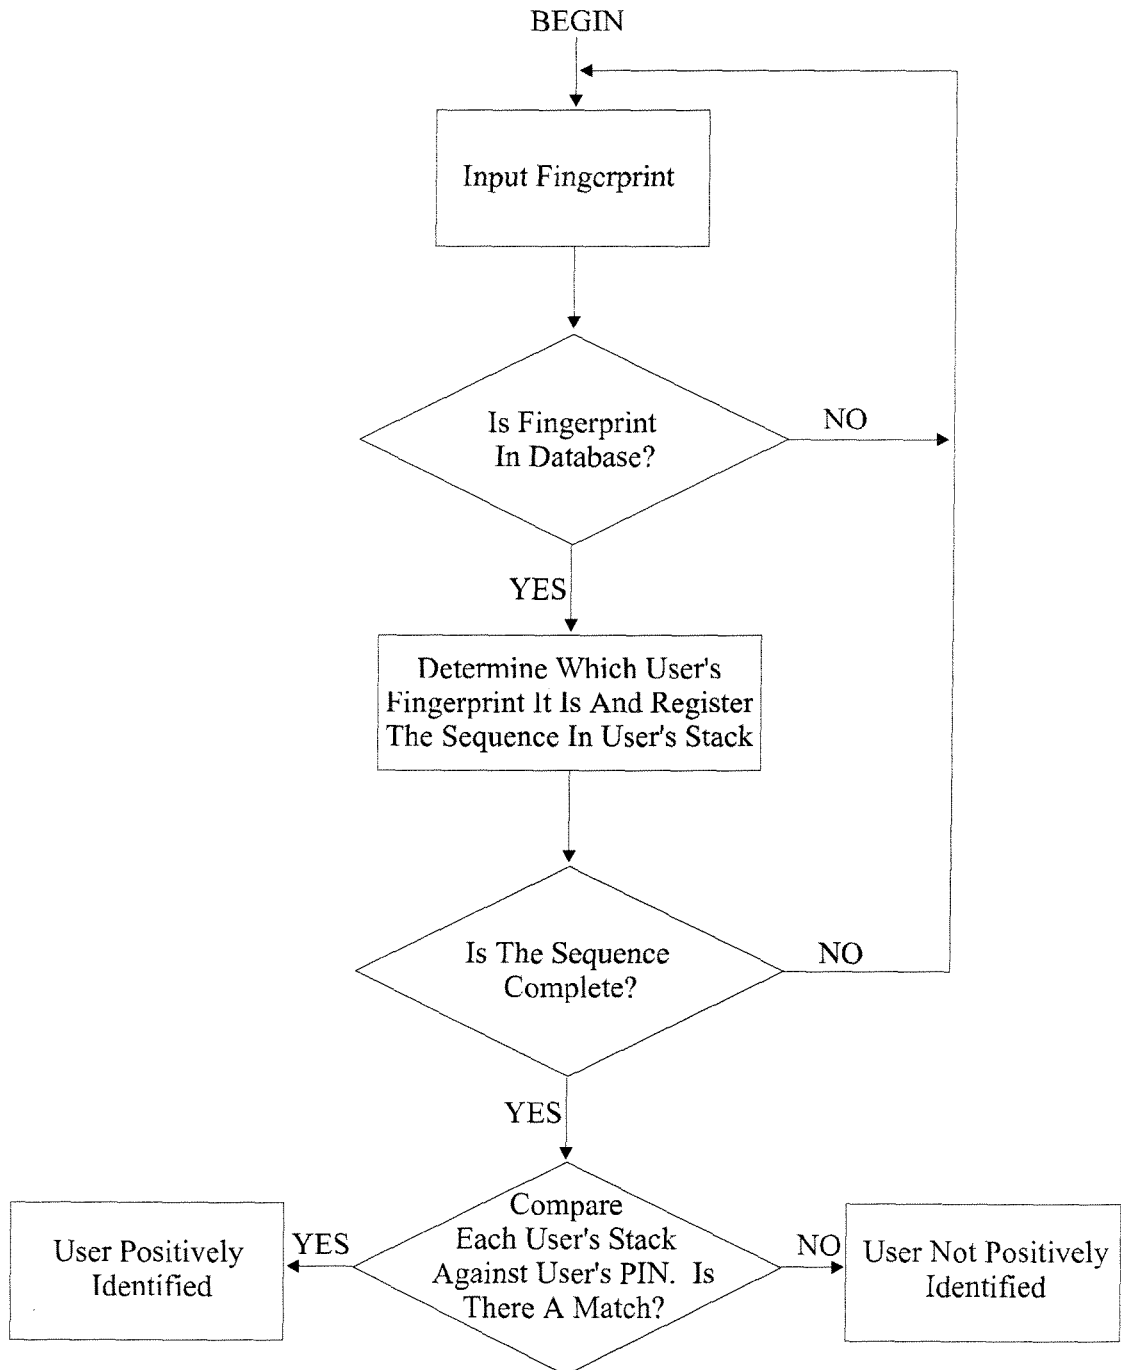 BEGIN
Input Fingerprint
Is Fingerprint
In Database?
NO
YES
Determine Which User's
Fingerprint It Is And Register
The Sequence In User's Stack
Is The Sequence
Complete?
NO
YES
Compare
Each User's Stack
Against User's PIN. Is
There A Match?
YES
User Positively
Identified
NO
User Not Positively
Identified